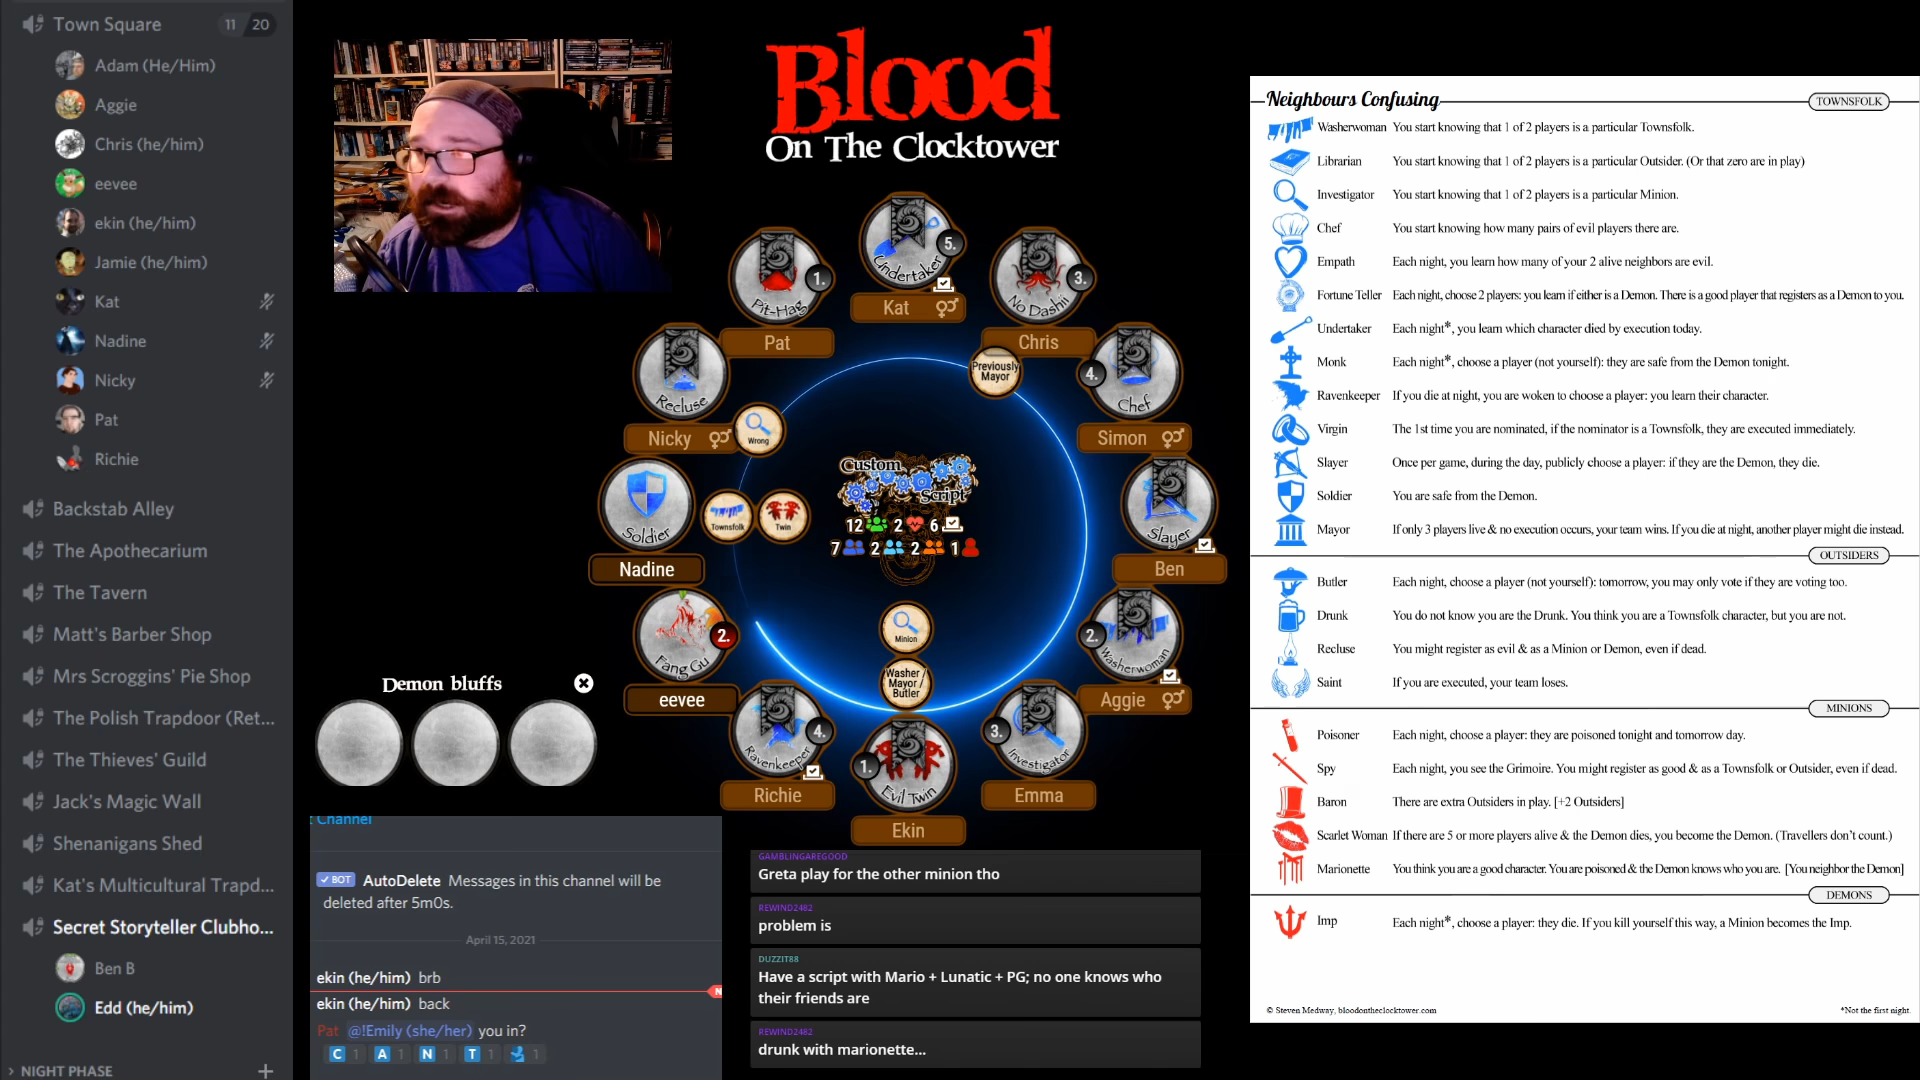 Town Square 11 20
Adam (He/Him)
Aggie
Chris (he/him)
eevee
ekin (he/him)
Jamie (he/him)
Kat
Nadine
Nicky
Pat
Richie
Backstab Alley
The Apothecarium
The Tavern
Matt's Barber Shop
Mrs Scroggins' Pie Shop
The Polish Trapdoor (Ret...
The Thieves' Guild
Jack's Magic Wall
Shenanigans Shed
Kat's Multicultural Trapd...
Secret Storyteller Clubho...
Ben B
Edd (he/him)
NIGHT PHASE
Blood
On The Clocktower
Undertaker 5.
Kat
Pit-Hag 1.
Pat
No Dashii 3.
Chris
Previously Mayor
Recluse
Nicky
Wrong
Chef 4.
Simon
Soldier
Nadine
Townsfolk
Twin
Slayer
Ben
Custom Script
12 2 6
7 2 2 1
Fang Gu 2.
eevee
Washerwoman 2.
Aggie
Minion
Washer / Mayor / Butler
Ravenkeeper 4.
Richie
Evil Twin 1.
Ekin
Investigator 3.
Emma
Demon bluffs
Channel
BOT AutoDelete Messages in this channel will be
deleted after 5m0s.
April 15, 2021
ekin (he/him) brb
N
ekin (he/him) back
Pat @!Emily (she/her) you in?
C 1 A 1 N 1 T 1 1
GAMBLINGAREGOOD
Greta play for the other minion tho
REWIND2482
problem is
DUZZIT88
Have a script with Mario + Lunatic + PG; no one knows who
their friends are
REWIND2482
drunk with marionette...
Neighbours Confusing
TOWNSFOLK
Washerwoman You start knowing that 1 of 2 players is a particular Townsfolk.
Librarian You start knowing that 1 of 2 players is a particular Outsider. (Or that zero are in play)
Investigator You start knowing that 1 of 2 players is a particular Minion.
Chef You start knowing how many pairs of evil players there are.
Empath Each night, you learn how many of your 2 alive neighbors are evil.
Fortune Teller Each night, choose 2 players: you learn if either is a Demon. There is a good player that registers as a Demon to you.
Undertaker Each night*, you learn which character died by execution today.
Monk Each night*, choose a player (not yourself): they are safe from the Demon tonight.
Ravenkeeper If you die at night, you are woken to choose a player: you learn their character.
Virgin The 1st time you are nominated, if the nominator is a Townsfolk, they are executed immediately.
Slayer Once per game, during the day, publicly choose a player: if they are the Demon, they die.
Soldier You are safe from the Demon.
Mayor If only 3 players live & no execution occurs, your team wins. If you die at night, another player might die instead.
OUTSIDERS
Butler Each night, choose a player (not yourself): tomorrow, you may only vote if they are voting too.
Drunk You do not know you are the Drunk. You think you are a Townsfolk character, but you are not.
Recluse You might register as evil & as a Minion or Demon, even if dead.
Saint If you are executed, your team loses.
MINIONS
Poisoner Each night, choose a player: they are poisoned tonight and tomorrow day.
Spy Each night, you see the Grimoire. You might register as good & as a Townsfolk or Outsider, even if dead.
Baron There are extra Outsiders in play. [+2 Outsiders]
Scarlet Woman If there are 5 or more players alive & the Demon dies, you become the Demon. (Travellers don't count.)
Marionette You think you are a good character. You are poisoned & the Demon knows who you are. [You neighbor the Demon]
DEMONS
Imp Each night*, choose a player: they die. If you kill yourself this way, a Minion becomes the Imp.
© Steven Medway, bloodontheclocktower.com
*Not the first night.